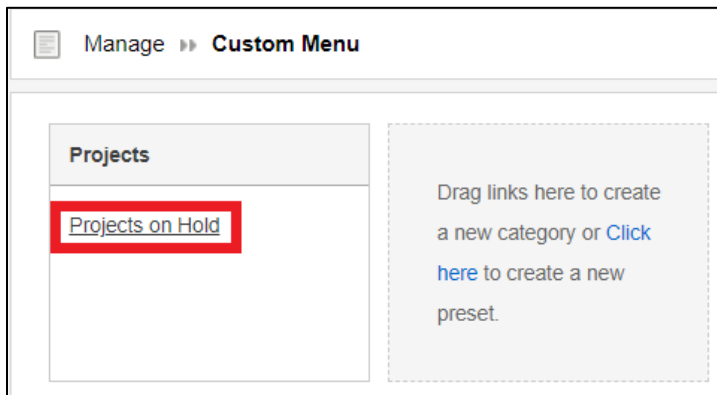 Manage » Custom Menu
Projects
Projects on Hold
Drag links here to create
a new category or Click
here to create a new
preset.